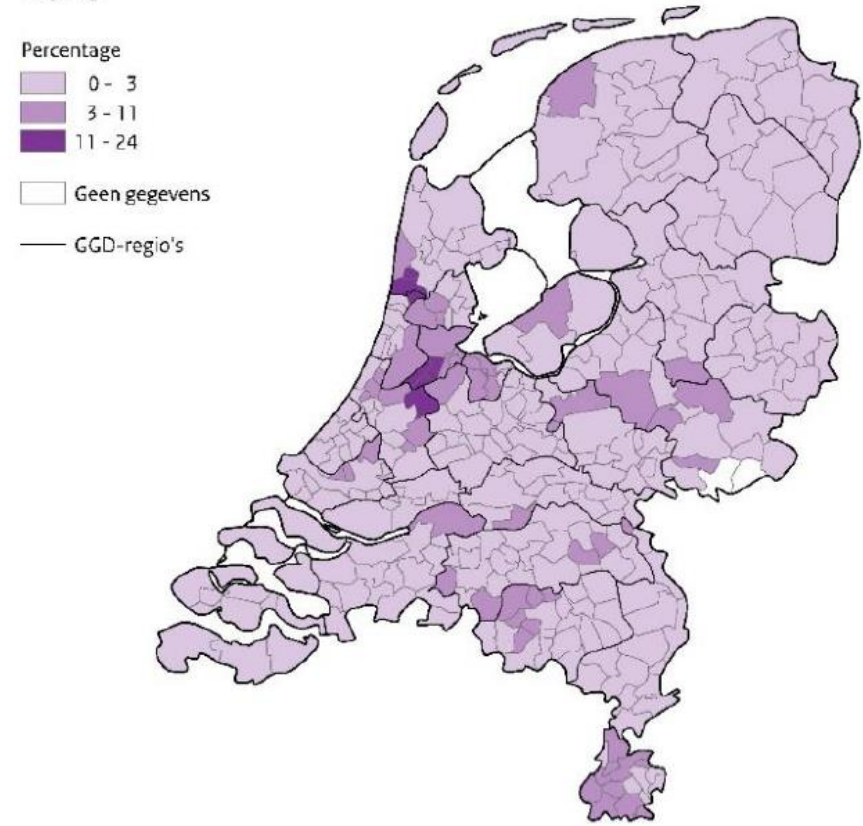 Percentage
0 - 3
3 - 11
11 - 24
Geen gegevens
GGD-regio's